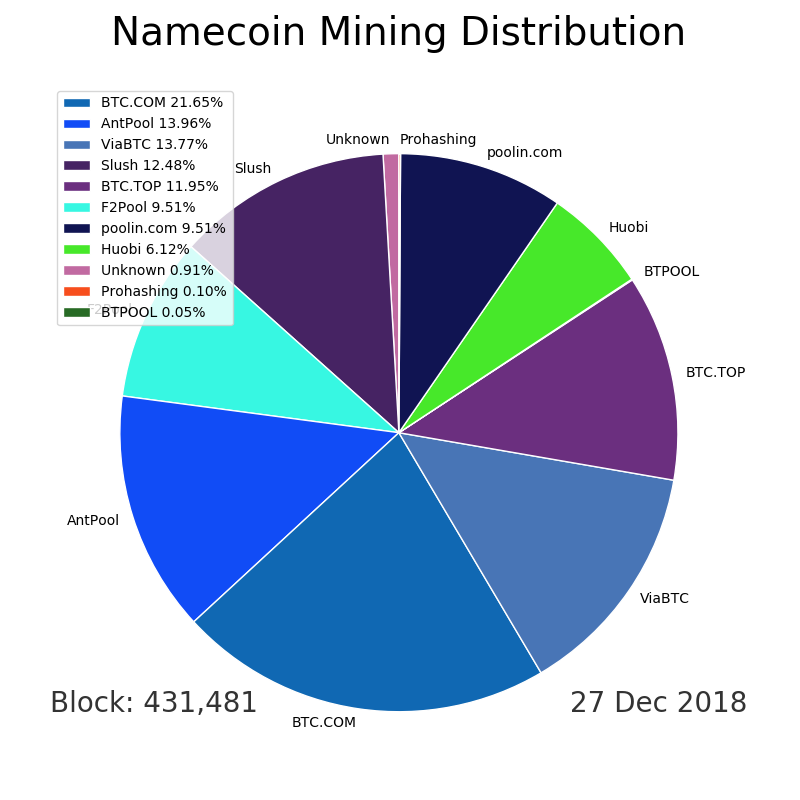 Namecoin Mining Distribution
BTC.COM 21.65%
AntPool 13.96%
ViaBTC 13.77%
Slush 12.48%
BTC.TOP 11.95%
F2Pool 9.51%
poolin.com 9.51%
Huobi 6.12%
Unknown 0.91%
Prohashing 0.10%
BTPOOL 0.05%
Unknown
Prohashing
poolin.com
Slush
Huobi
BTPOOL
F2Pool
BTC.TOP
AntPool
ViaBTC
BTC.COM
Block: 431,481
27 Dec 2018